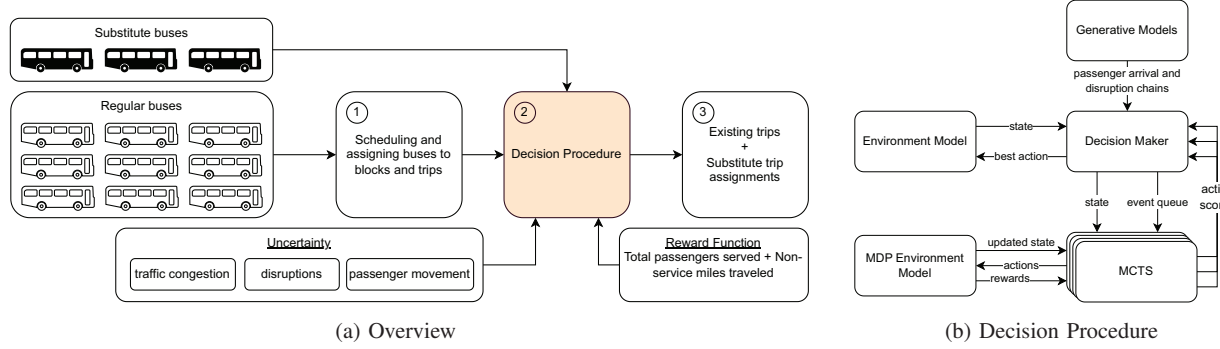 Substitute buses
Regular buses
1
Scheduling and
assigning buses to
blocks and trips
2
Decision Procedure
3
Existing trips
+
Substitute trip
assignments
Uncertainty
traffic congestion
disruptions
passenger movement
Reward Function
Total passengers served + Non-
service miles traveled
(a) Overview
Generative Models
passenger arrival and
disruption chains
Environment Model
state
best action
Decision Maker
state
event queue
MDP Environment
Model
updated state
actions
rewards
MCTS
(b) Decision Procedure